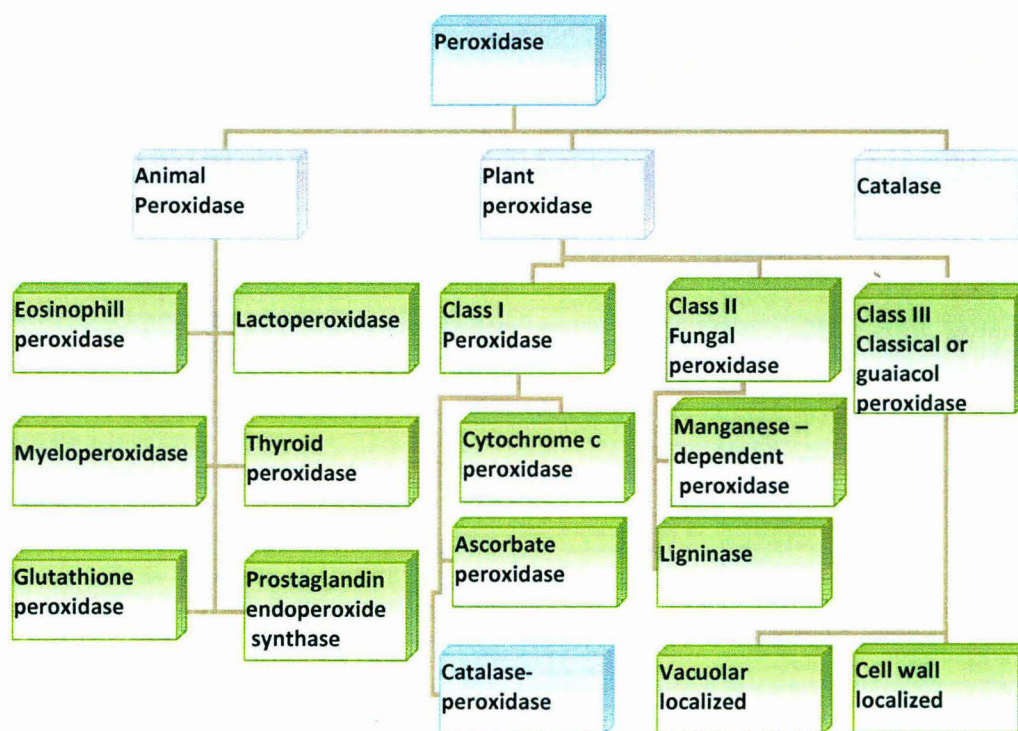 Peroxidase
Animal
Peroxidase
Plant
peroxidase
Catalase
Eosinophill
peroxidase
Lactoperoxidase
Class I
Peroxidase
Class II
Fungal
peroxidase
Class III
Classical or
guaiacol
peroxidase
Myeloperoxidase
Thyroid
peroxidase
Cytochrome c
peroxidase
Manganese –
dependent
peroxidase
Glutathione
peroxidase
Prostaglandin
endoperoxide
synthase
Ascorbate
peroxidase
Ligninase
Catalase-
peroxidase
Vacuolar
localized
Cell wall
localized